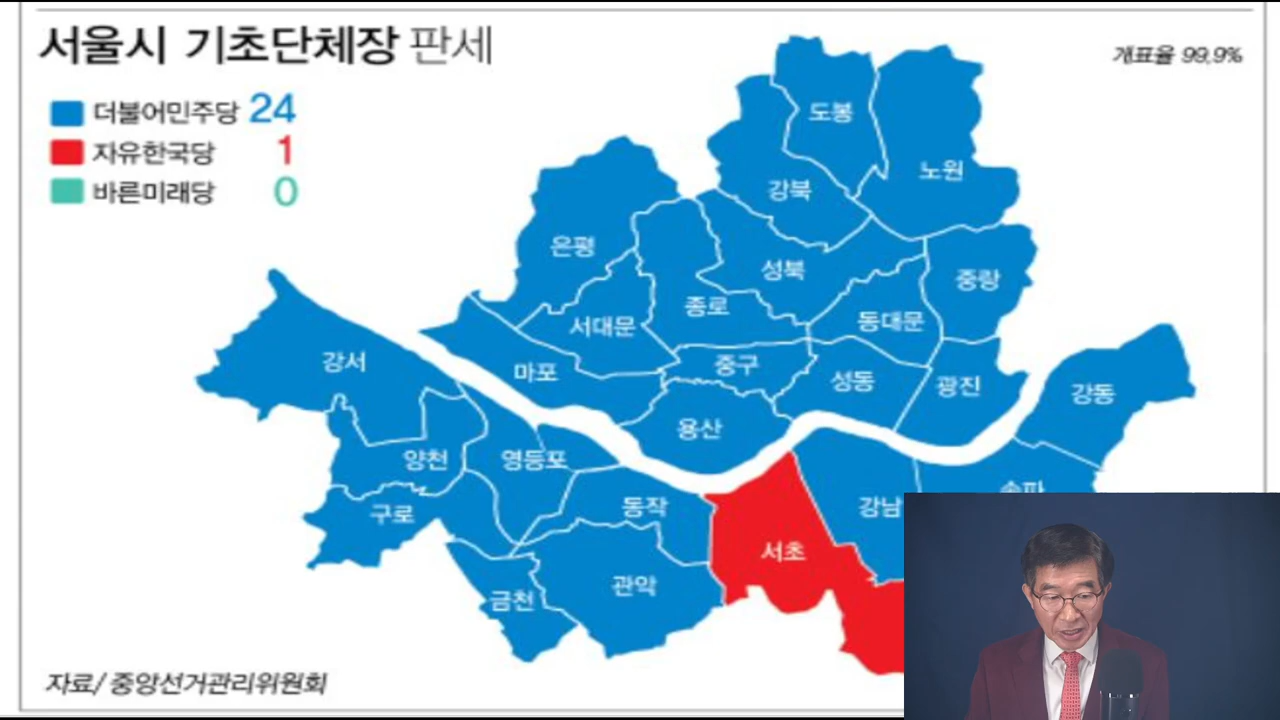 서울시 기초단체장 판세
개표율 99,9%
더불어민주당 24
자유한국당 1
바른미래당 0
도봉
노원
강북
은평
성북
중랑
종로
서대문
동대문
강서
마포
중구
성동
광진
강동
용산
양천
영등포
송파
구로
동작
강남
서초
관악
금천
자료/ 중앙선거관리위원회